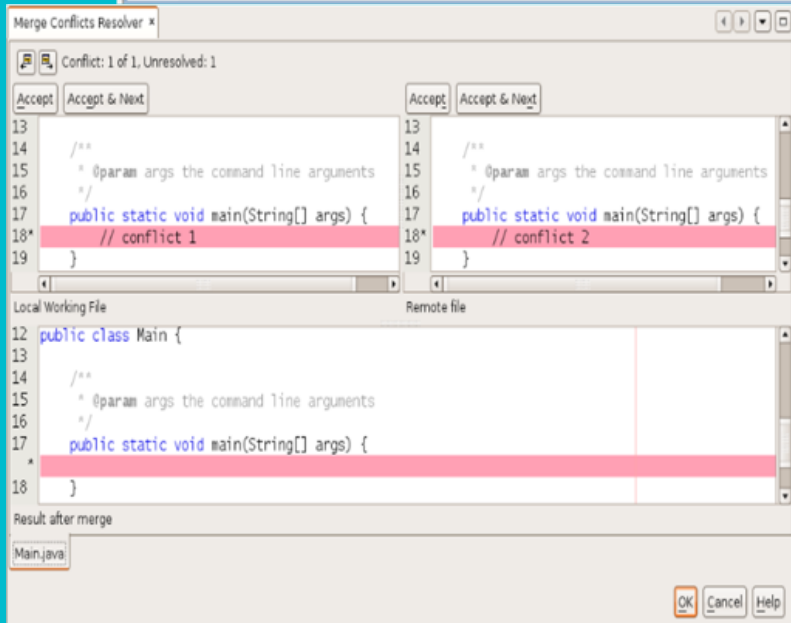 Merge Conflicts Resolver ×
Conflict: 1 of 1, Unresolved: 1
Accept Accept & Next
13
14 /**
15 * @param args the command line arguments
16 */
17 public static void main(String[] args) {
18* // conflict 1
19 }
Local Working File
Accept Accept & Next
13
14 /**
15 * @param args the command line arguments
16 */
17 public static void main(String[] args) {
18* // conflict 2
19 }
Remote file
12 public class Main {
13
14 /**
15 * @param args the command line arguments
16 */
17 public static void main(String[] args) {
*
18 }
Result after merge
Main.java
OK Cancel Help